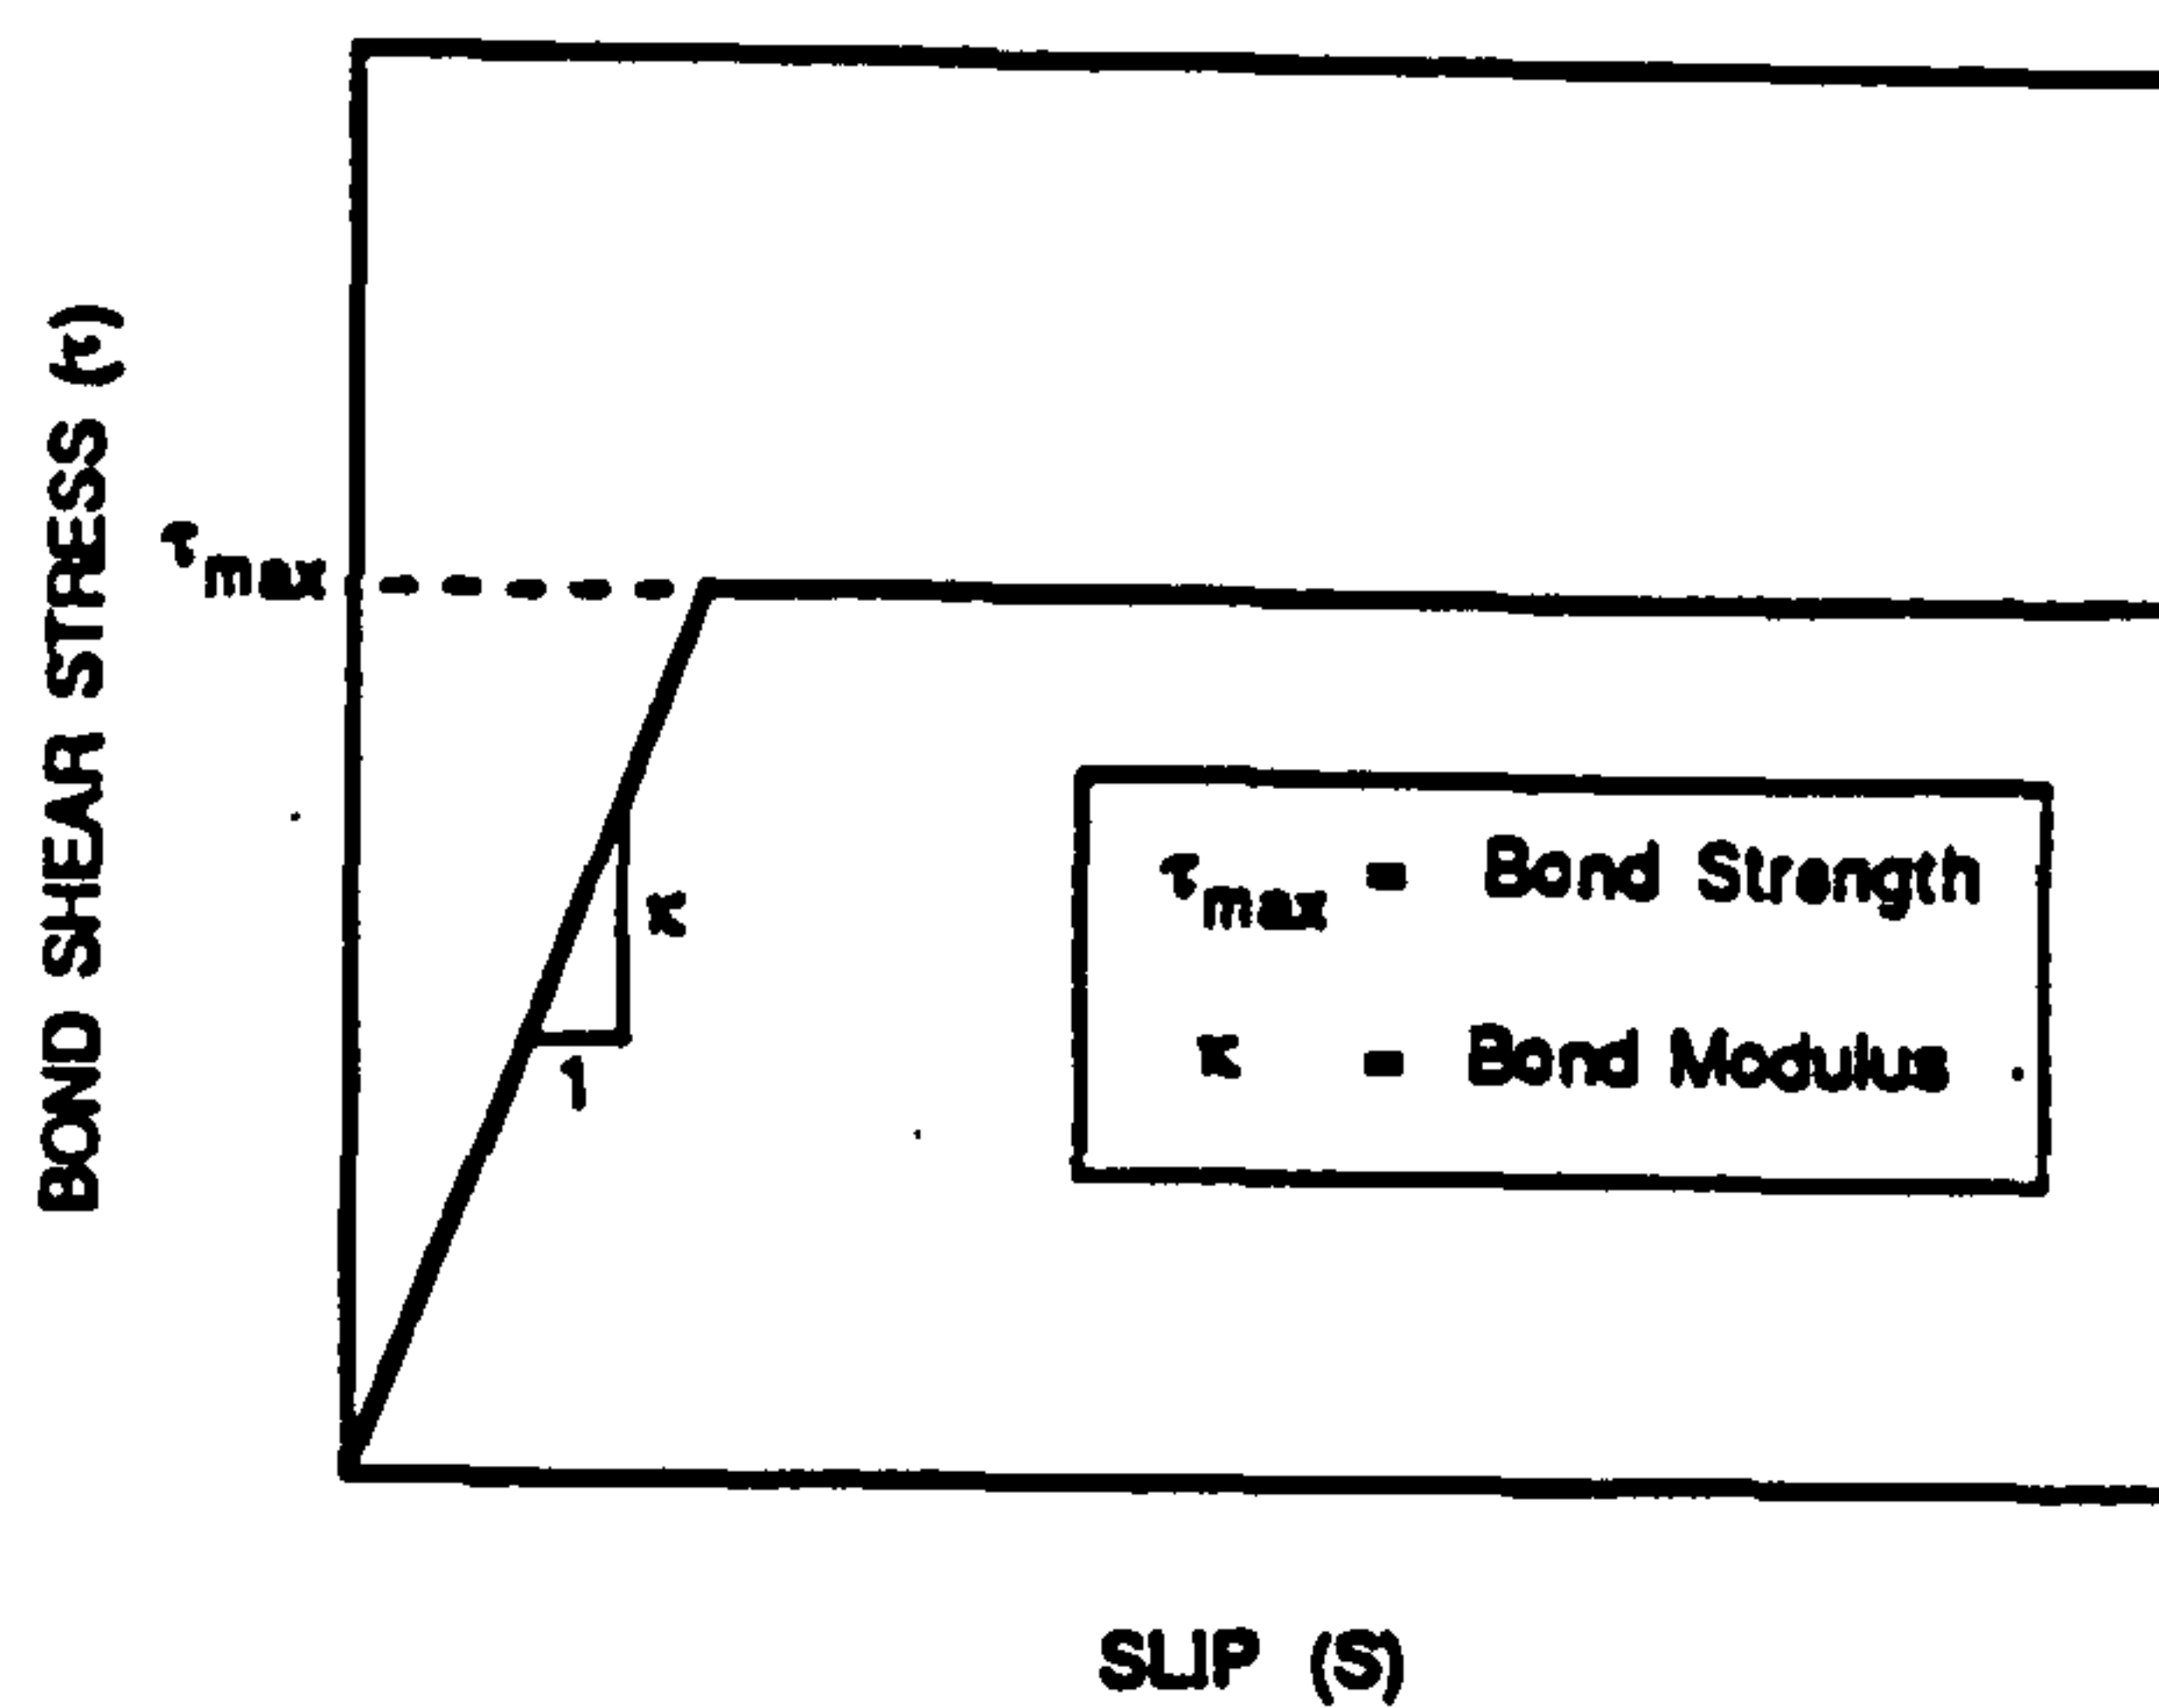 BOND SHEAR STRESS (τ)
τmax
κ
1
τmax - Bond Strength
κ - Bond Modulus
SLIP (S)